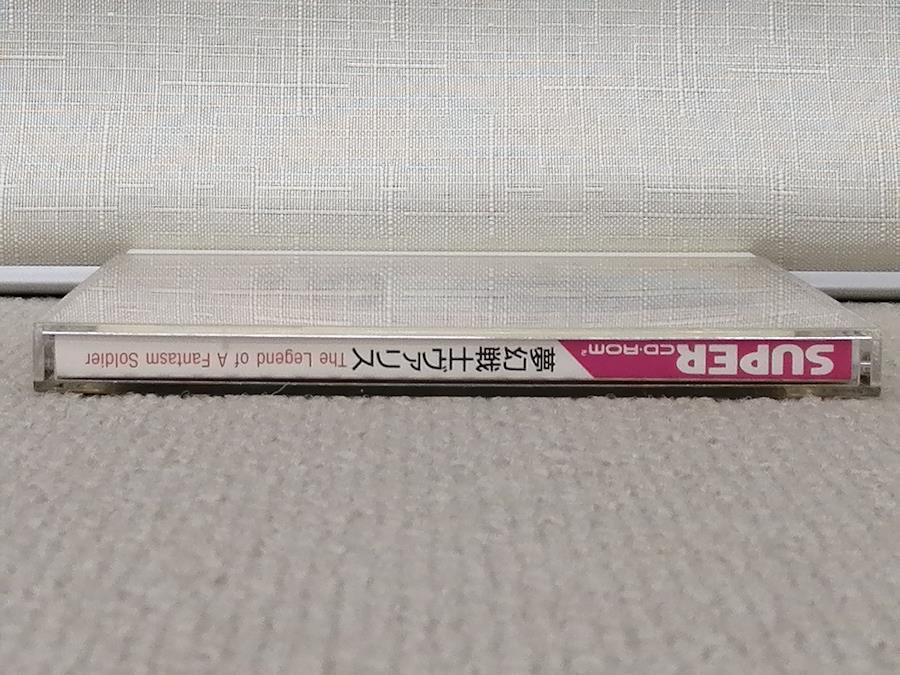 SUPER CD-ROM²
夢幻戦士ヴァリス The Legend of A Fantasm Soldier